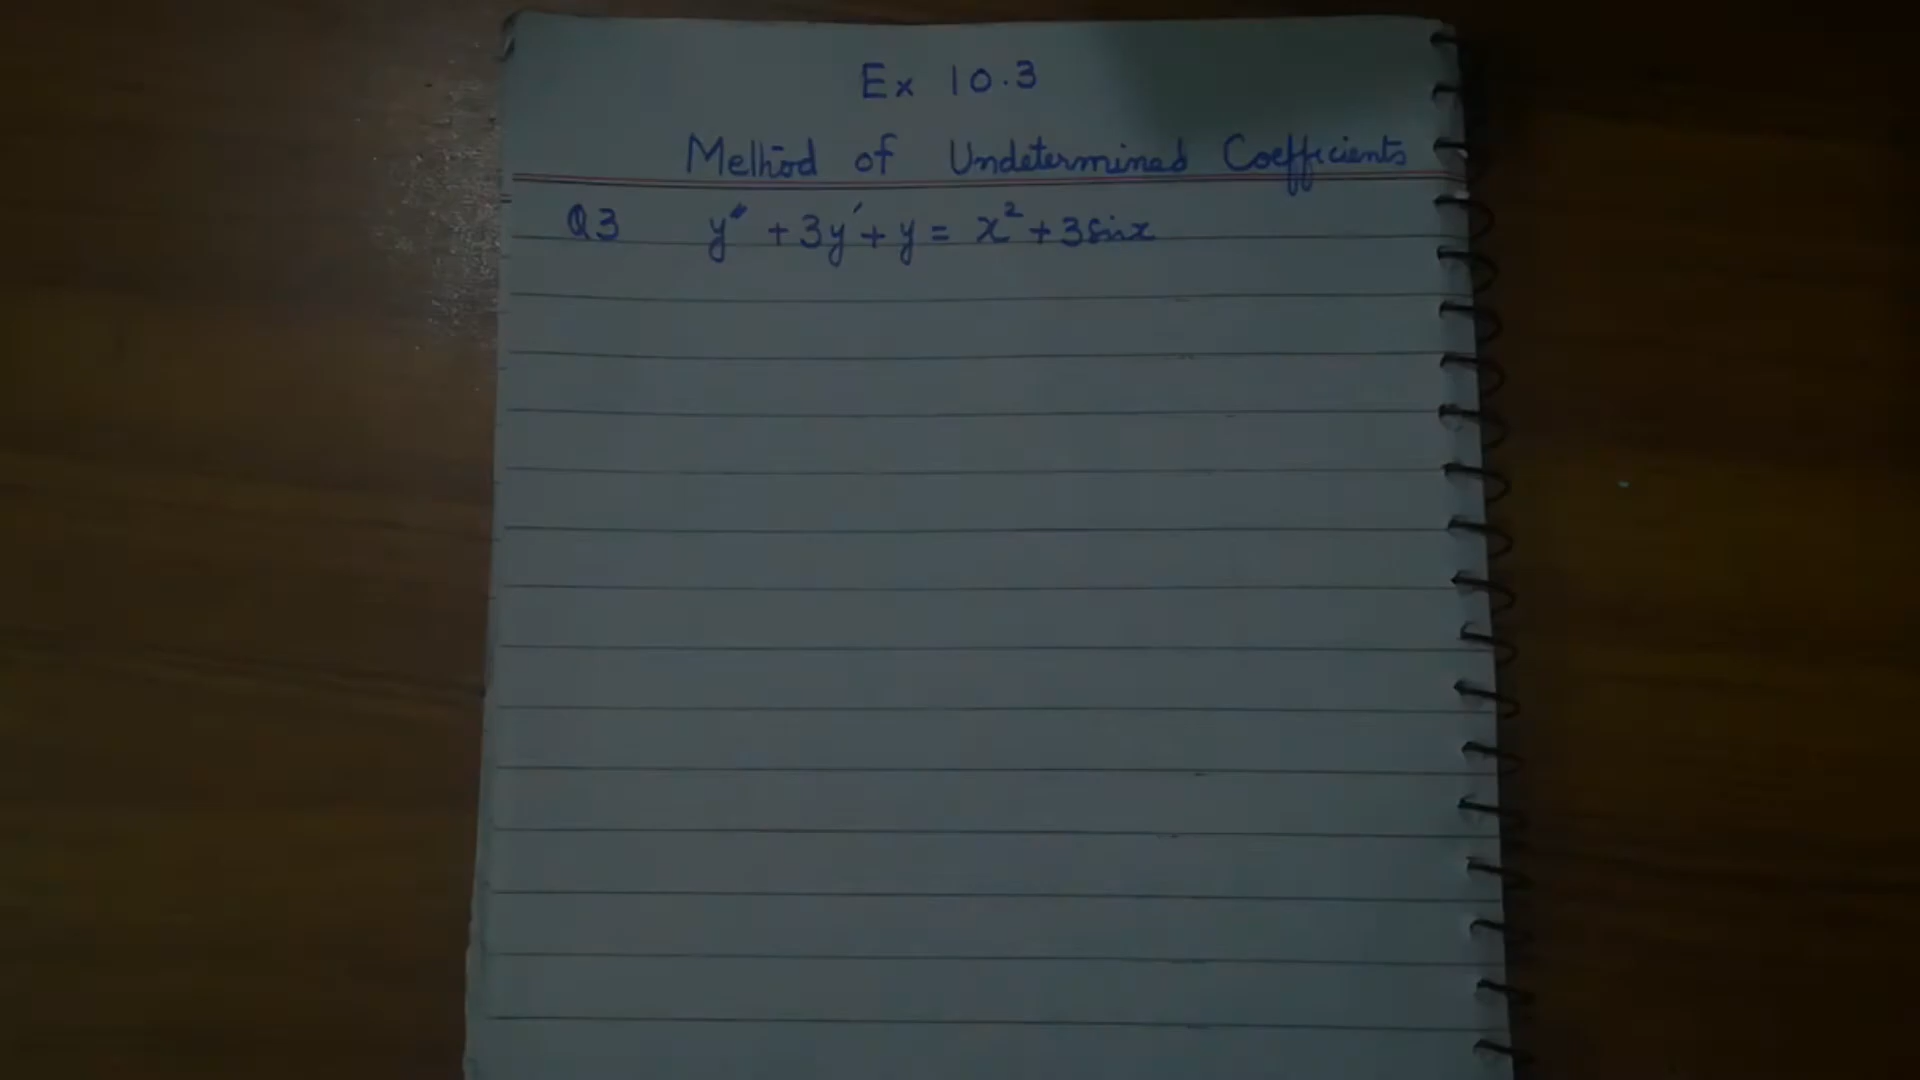 Ex 10.3
Method of Undetermined Coefficients
Q3 y" + 3y' + y = x² + 3sinx